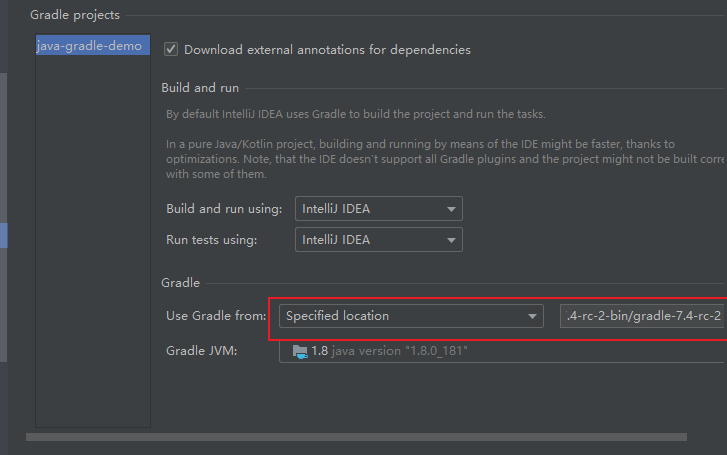 Gradle projects
java-gradle-demo
Download external annotations for dependencies
Build and run
By default IntelliJ IDEA uses Gradle to build the project and run the tasks.
In a pure Java/Kotlin project, building and running by means of the IDE might be faster, thanks to
optimizations. Note, that the IDE doesn't support all Gradle plugins and the project might not be built corre
with some of them.
Build and run using: IntelliJ IDEA
Run tests using: IntelliJ IDEA
Gradle
Use Gradle from: Specified location .4-rc-2-bin/gradle-7.4-rc-2
Gradle JVM: 1.8 java version "1.8.0_181"